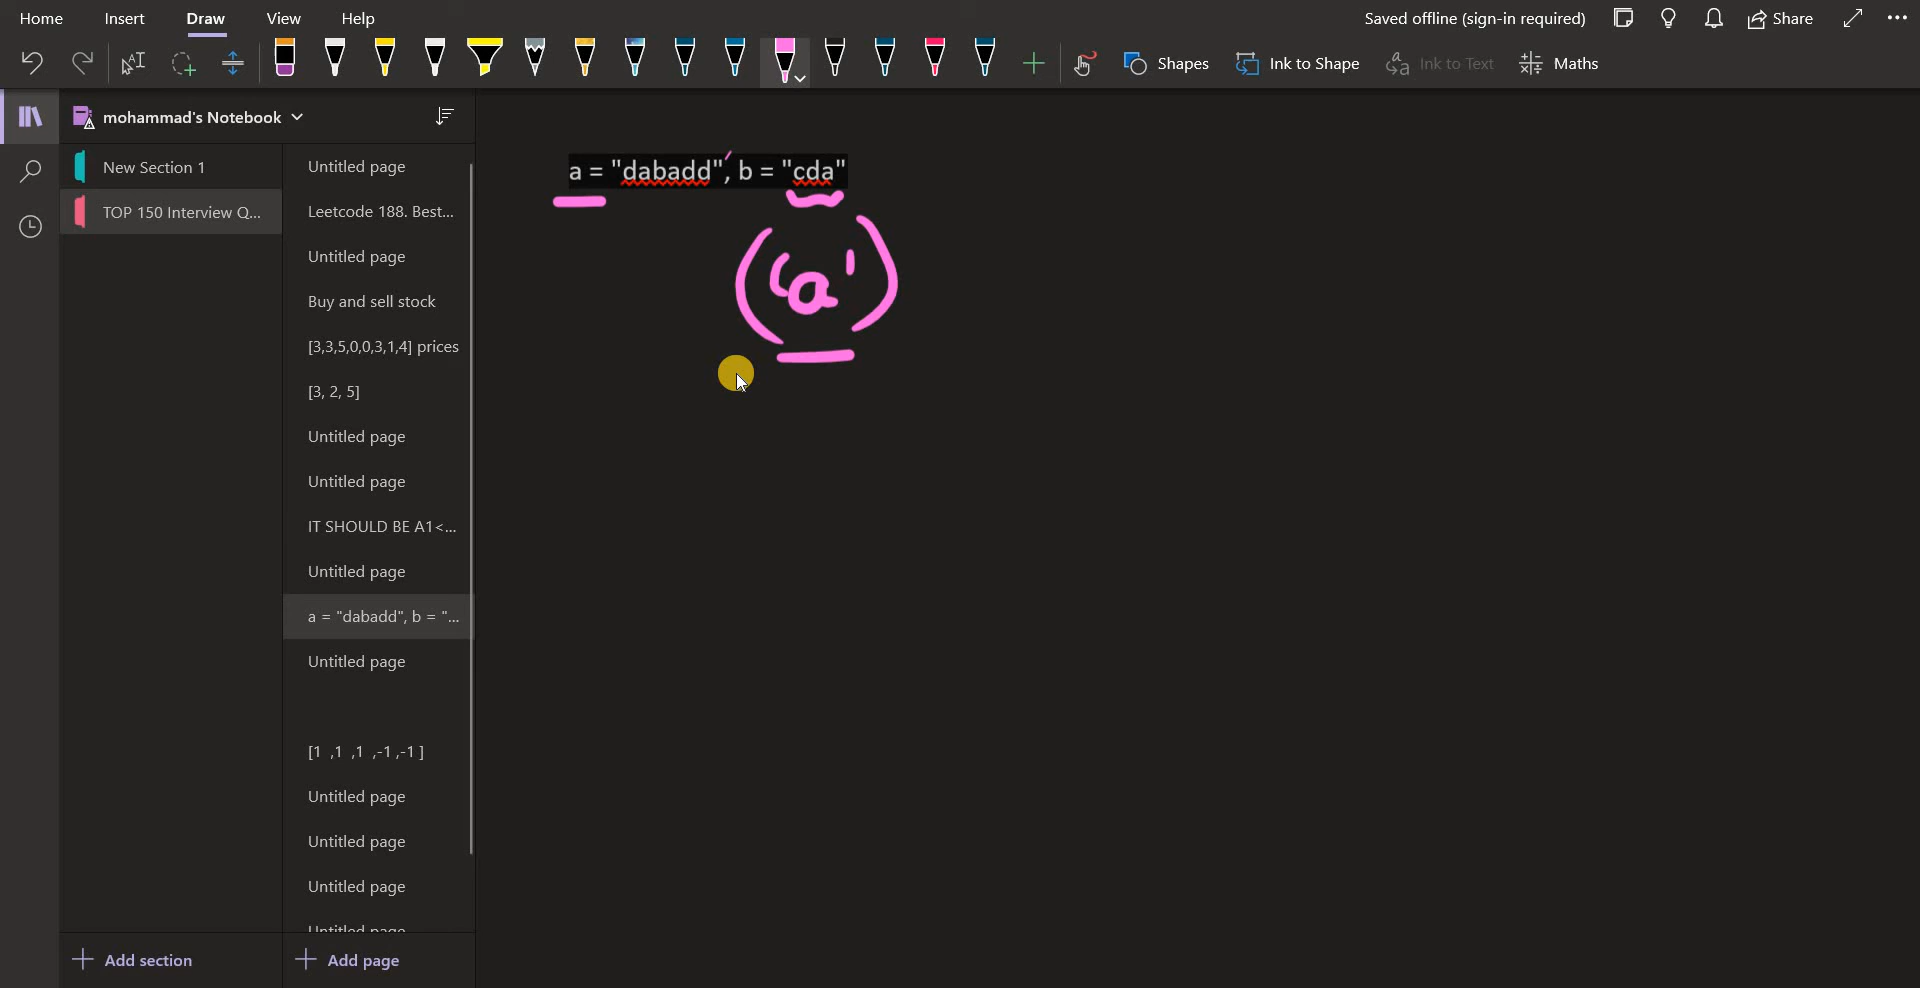 Home Insert Draw View Help Saved offline (sign-in required) Share
Shapes Ink to Shape Ink to Text Maths
mohammad's Notebook
New Section 1
TOP 150 Interview Q...
Untitled page
Leetcode 188. Best...
Untitled page
Buy and sell stock
[3,3,5,0,0,3,1,4] prices
[3, 2, 5]
Untitled page
Untitled page
IT SHOULD BE A1<...
Untitled page
a = "dabadd", b = "...
Untitled page
[1 ,1 ,1 ,-1 ,-1 ]
Untitled page
Untitled page
Untitled page
Untitled page
Add section
Add page
a = "dabadd", b = "cda"
('a')